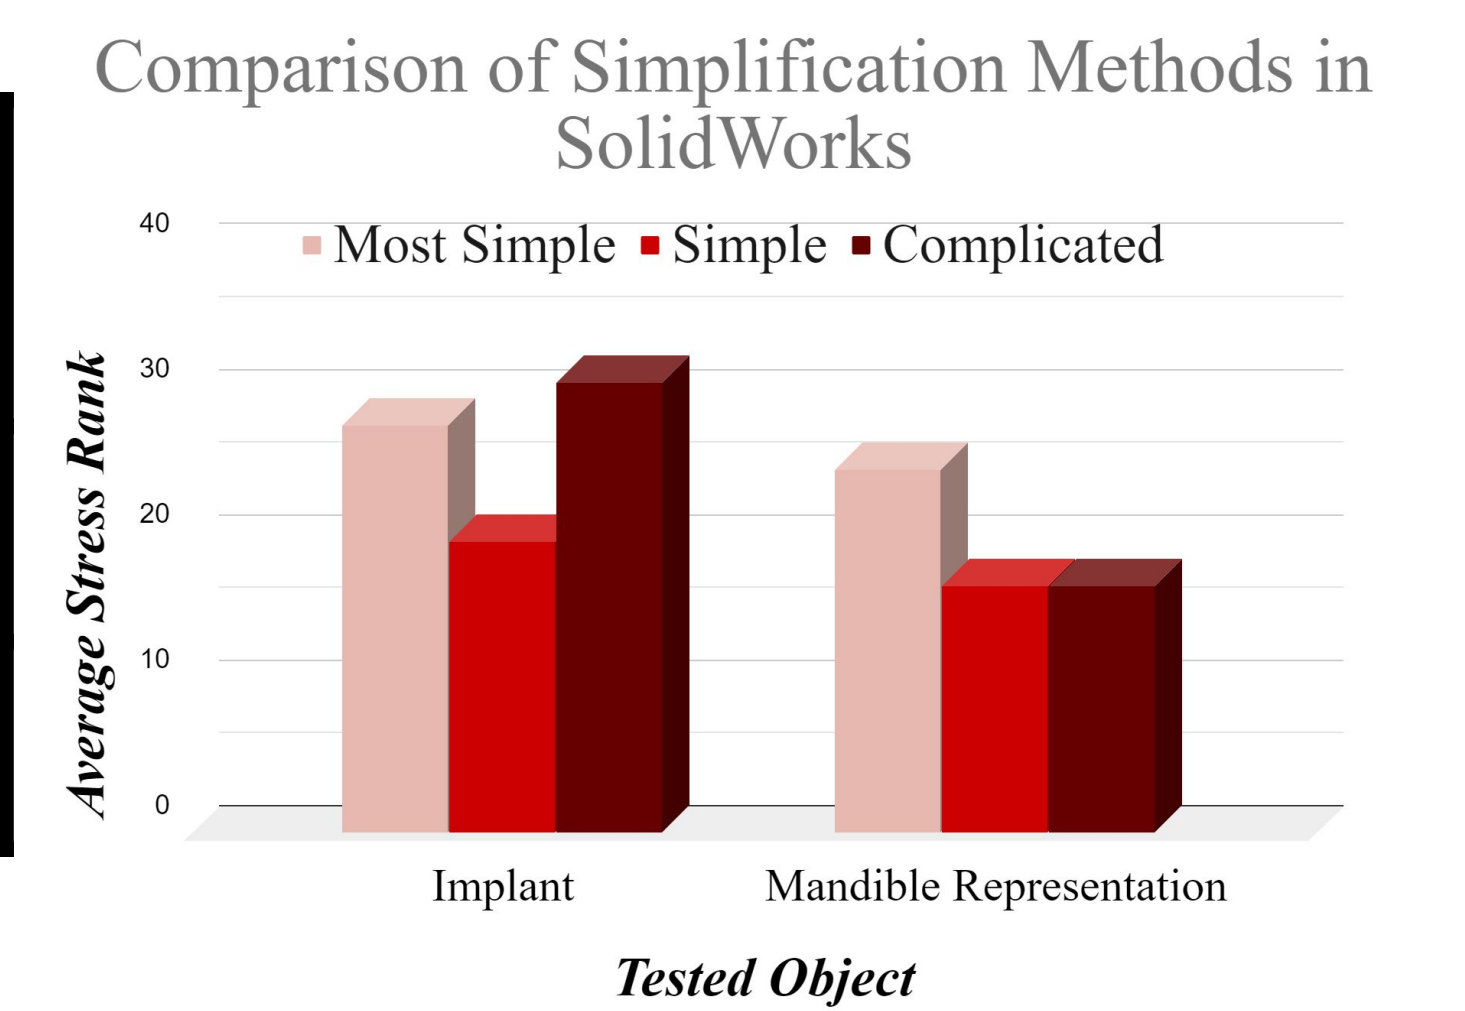 Comparison of Simplification Methods in
SolidWorks
40
Most Simple Simple Complicated
30
20
10
0
Average Stress Rank
Implant Mandible Representation
Tested Object